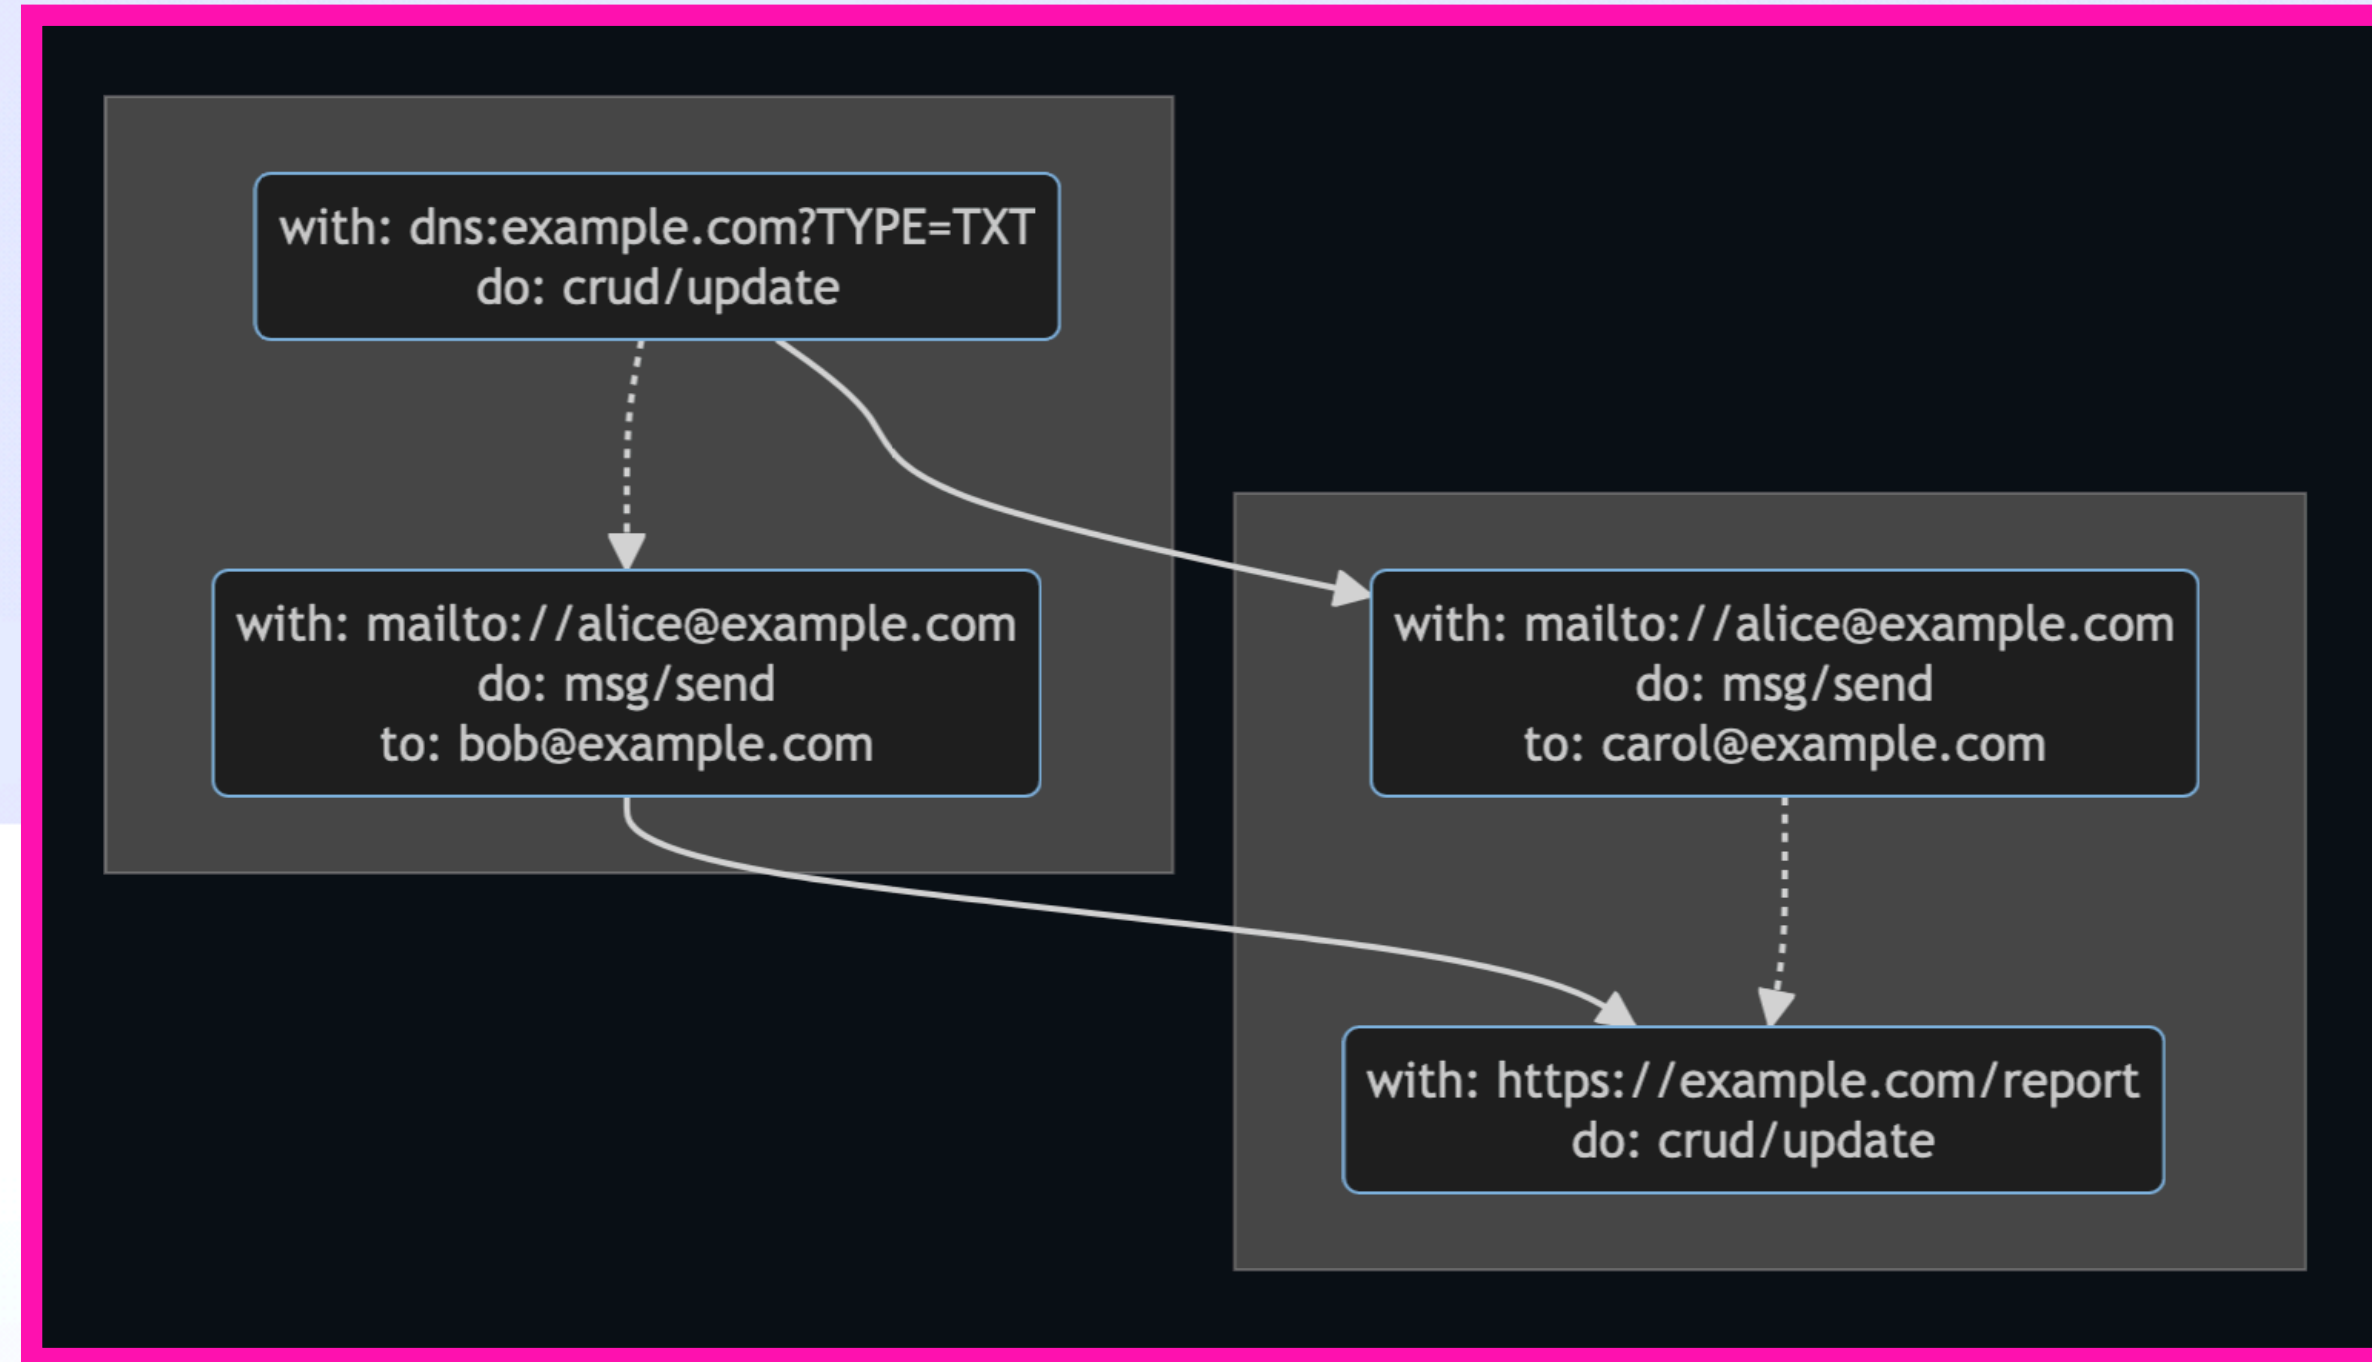 with: dns:example.com?TYPE=TXT
do: crud/update
with: mailto://alice@example.com
do: msg/send
to: bob@example.com
with: mailto://alice@example.com
do: msg/send
to: carol@example.com
with: https://example.com/report
do: crud/update